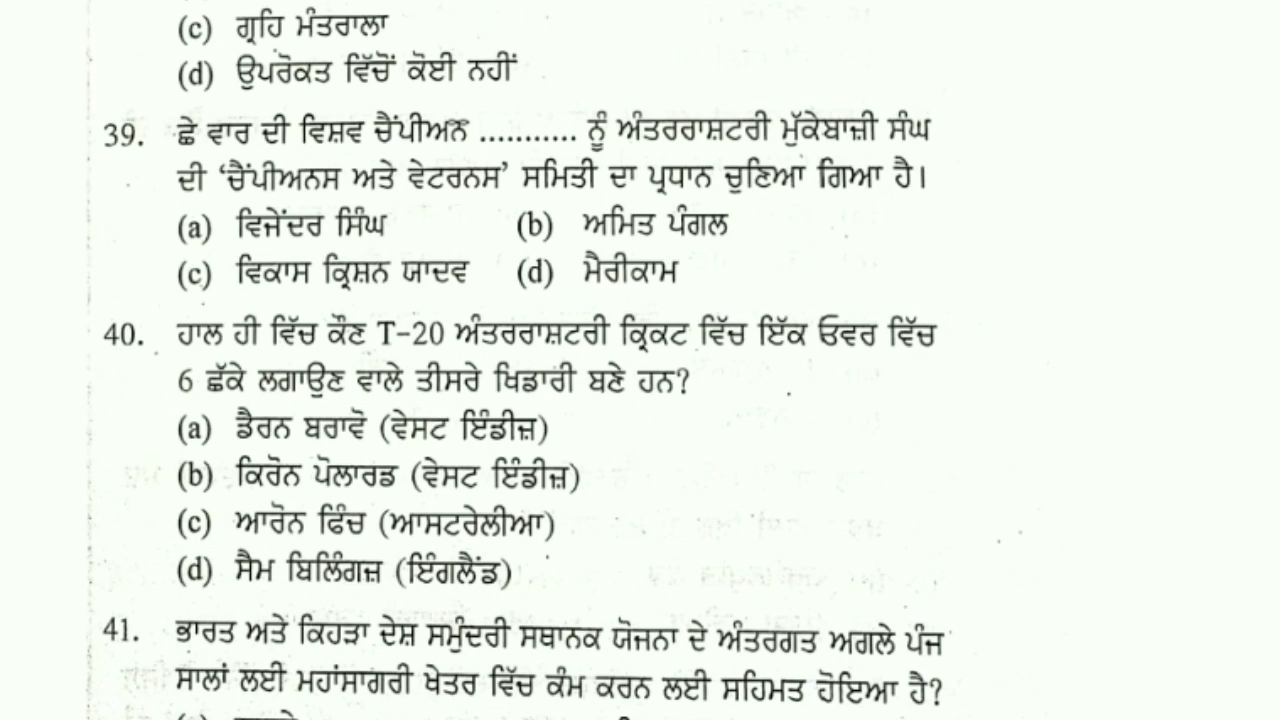 (c) ਗ੍ਰਹਿ ਮੰਤਰਾਲਾ
(d) ਉਪਰੋਕਤ ਵਿੱਚੋਂ ਕੋਈ ਨਹੀਂ
39. ਛੇ ਵਾਰ ਦੀ ਵਿਸ਼ਵ ਚੈਂਪੀਅਨ ........... ਨੂੰ ਅੰਤਰਰਾਸ਼ਟਰੀ ਮੁੱਕੇਬਾਜ਼ੀ ਸੰਘ
ਦੀ ‘ਚੈਂਪੀਅਨਸ ਅਤੇ ਵੇਟਰਨਸ’ ਸਮਿਤੀ ਦਾ ਪ੍ਰਧਾਨ ਚੁਣਿਆ ਗਿਆ ਹੈ।
(a) ਵਿਜੇਂਦਰ ਸਿੰਘ (b) ਅਮਿਤ ਪੰਗਲ
(c) ਵਿਕਾਸ ਕ੍ਰਿਸ਼ਨ ਯਾਦਵ (d) ਮੈਰੀਕਾਮ
40. ਹਾਲ ਹੀ ਵਿੱਚ ਕੌਣ T-20 ਅੰਤਰਰਾਸ਼ਟਰੀ ਕ੍ਰਿਕਟ ਵਿੱਚ ਇੱਕ ਓਵਰ ਵਿੱਚ
6 ਛੱਕੇ ਲਗਾਉਣ ਵਾਲੇ ਤੀਸਰੇ ਖਿਡਾਰੀ ਬਣੇ ਹਨ?
(a) ਡੈਰਨ ਬਰਾਵੋ (ਵੇਸਟ ਇੰਡੀਜ਼)
(b) ਕਿਰੋਨ ਪੋਲਾਰਡ (ਵੇਸਟ ਇੰਡੀਜ਼)
(c) ਆਰੋਨ ਫਿੰਚ (ਆਸਟਰੇਲੀਆ)
(d) ਸੈਮ ਬਿਲਿੰਗਜ਼ (ਇੰਗਲੈਂਡ)
41. ਭਾਰਤ ਅਤੇ ਕਿਹੜਾ ਦੇਸ਼ ਸਮੁੰਦਰੀ ਸਥਾਨਕ ਯੋਜਨਾ ਦੇ ਅੰਤਰਗਤ ਅਗਲੇ ਪੰਜ
ਸਾਲਾਂ ਲਈ ਮਹਾਂਸਾਗਰੀ ਖੇਤਰ ਵਿੱਚ ਕੰਮ ਕਰਨ ਲਈ ਸਹਿਮਤ ਹੋਇਆ ਹੈ?